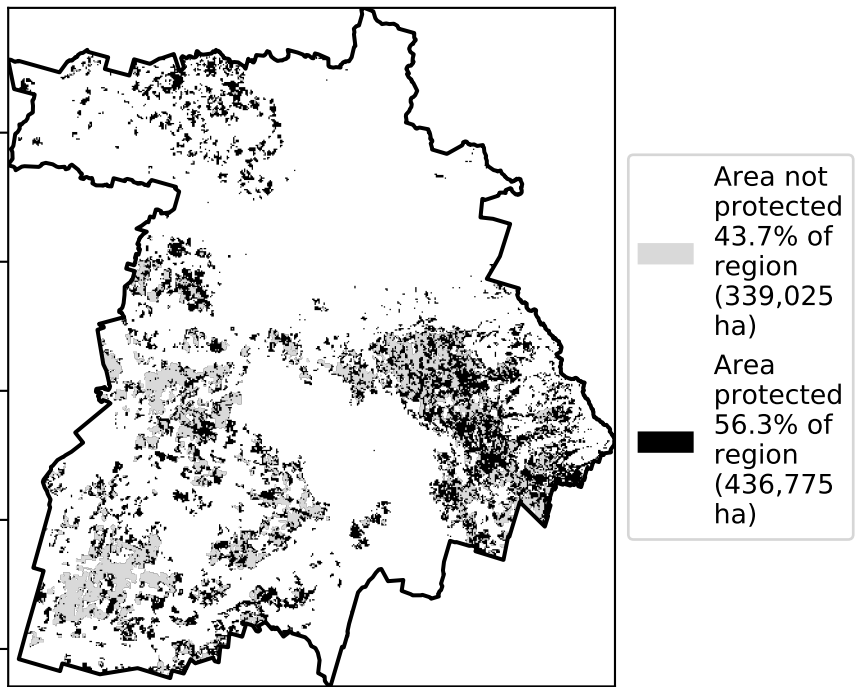 Area not
protected
43.7% of
region
(339,025
ha)
Area
protected
56.3% of
region
(436,775
ha)